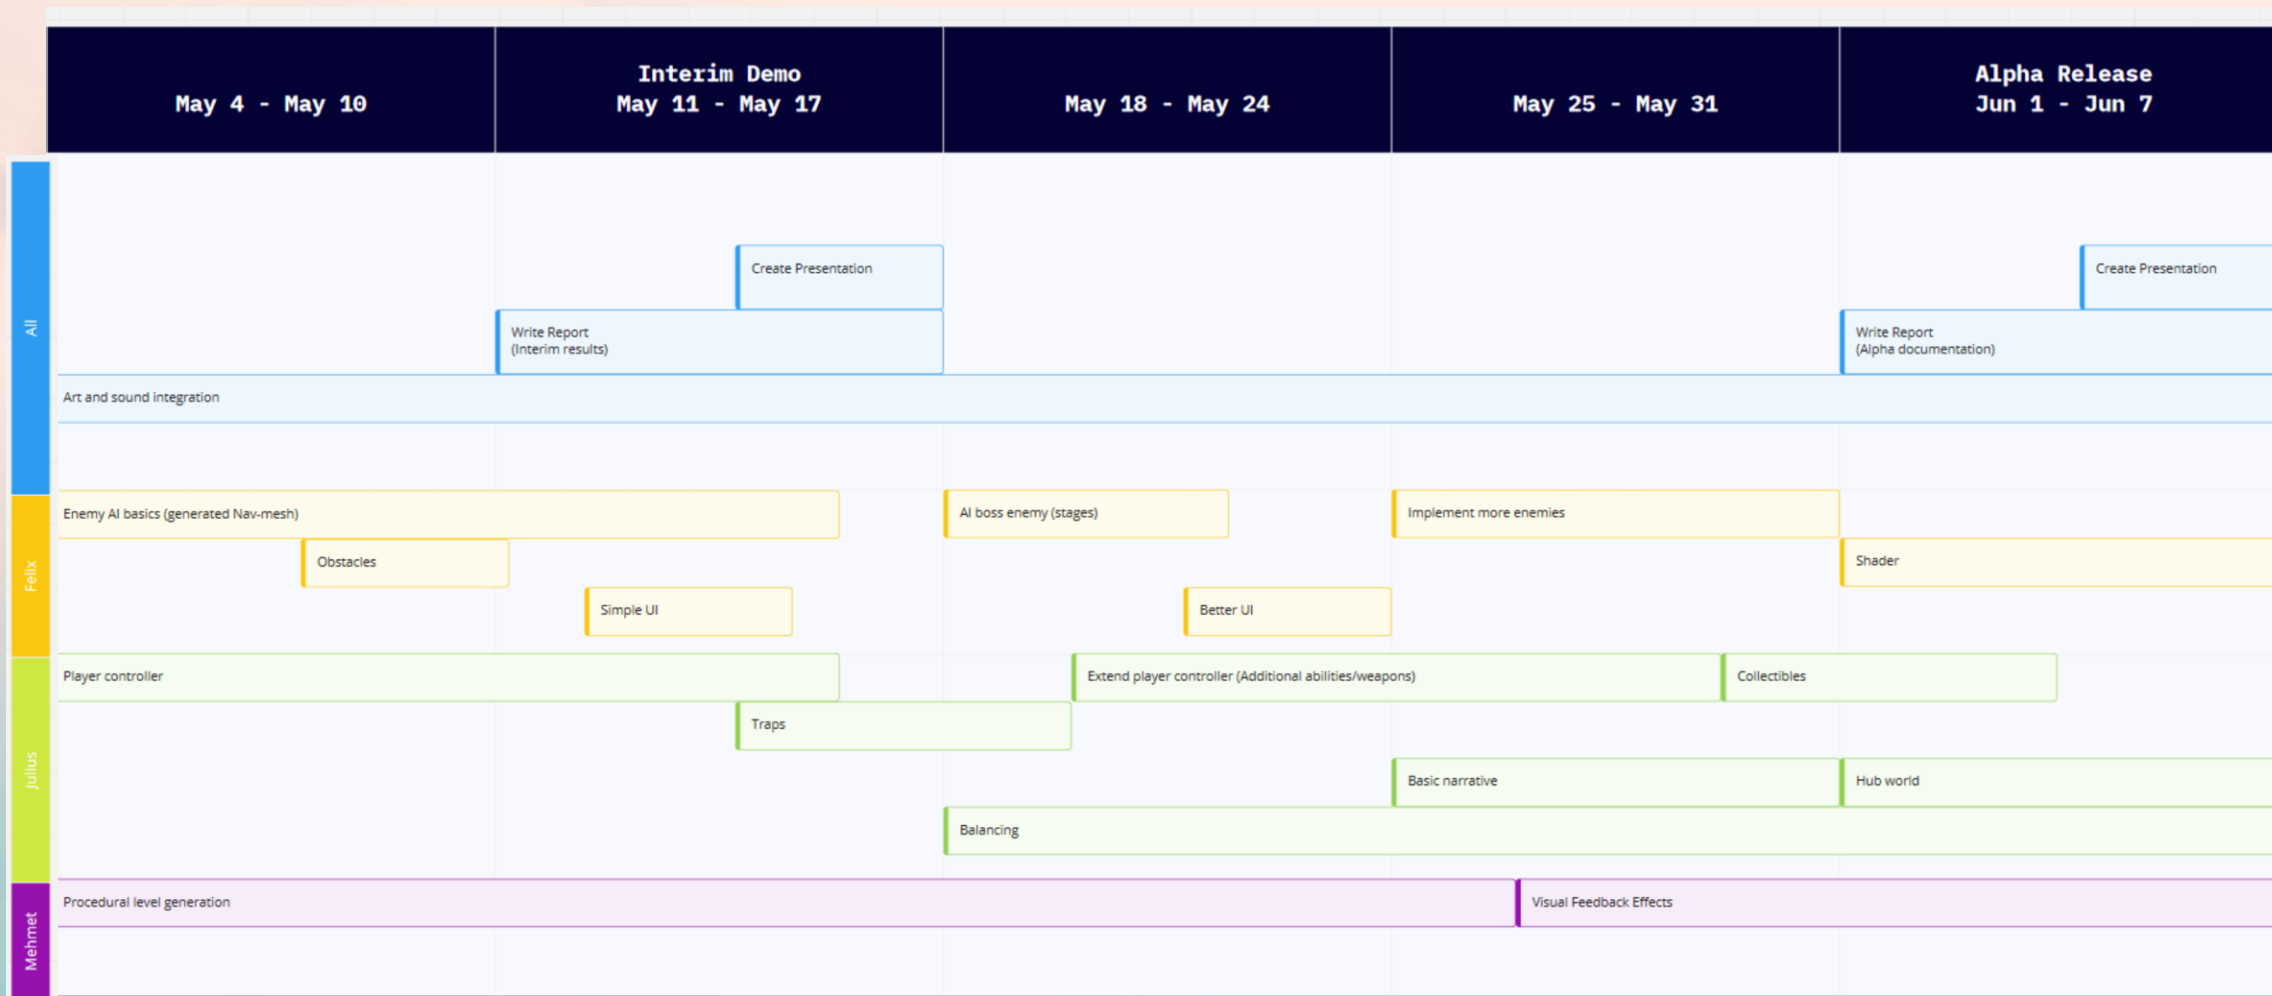 Interim Demo
Alpha Release
May 4 - May 10
May 11 - May 17
May 18 - May 24
May 25 - May 31
Jun 1 - Jun 7
All
Create Presentation
Create Presentation
Write Report
(Interim results)
Write Report
(Alpha documentation)
Art and sound integration
Felix
Enemy AI basics (generated Nav-mesh)
AI boss enemy (stages)
Implement more enemies
Obstacles
Shader
Simple UI
Better UI
Julius
Player controller
Extend player controller (Additional abilities/weapons)
Collectibles
Traps
Basic narrative
Hub world
Balancing
Mehmet
Procedural level generation
Visual Feedback Effects